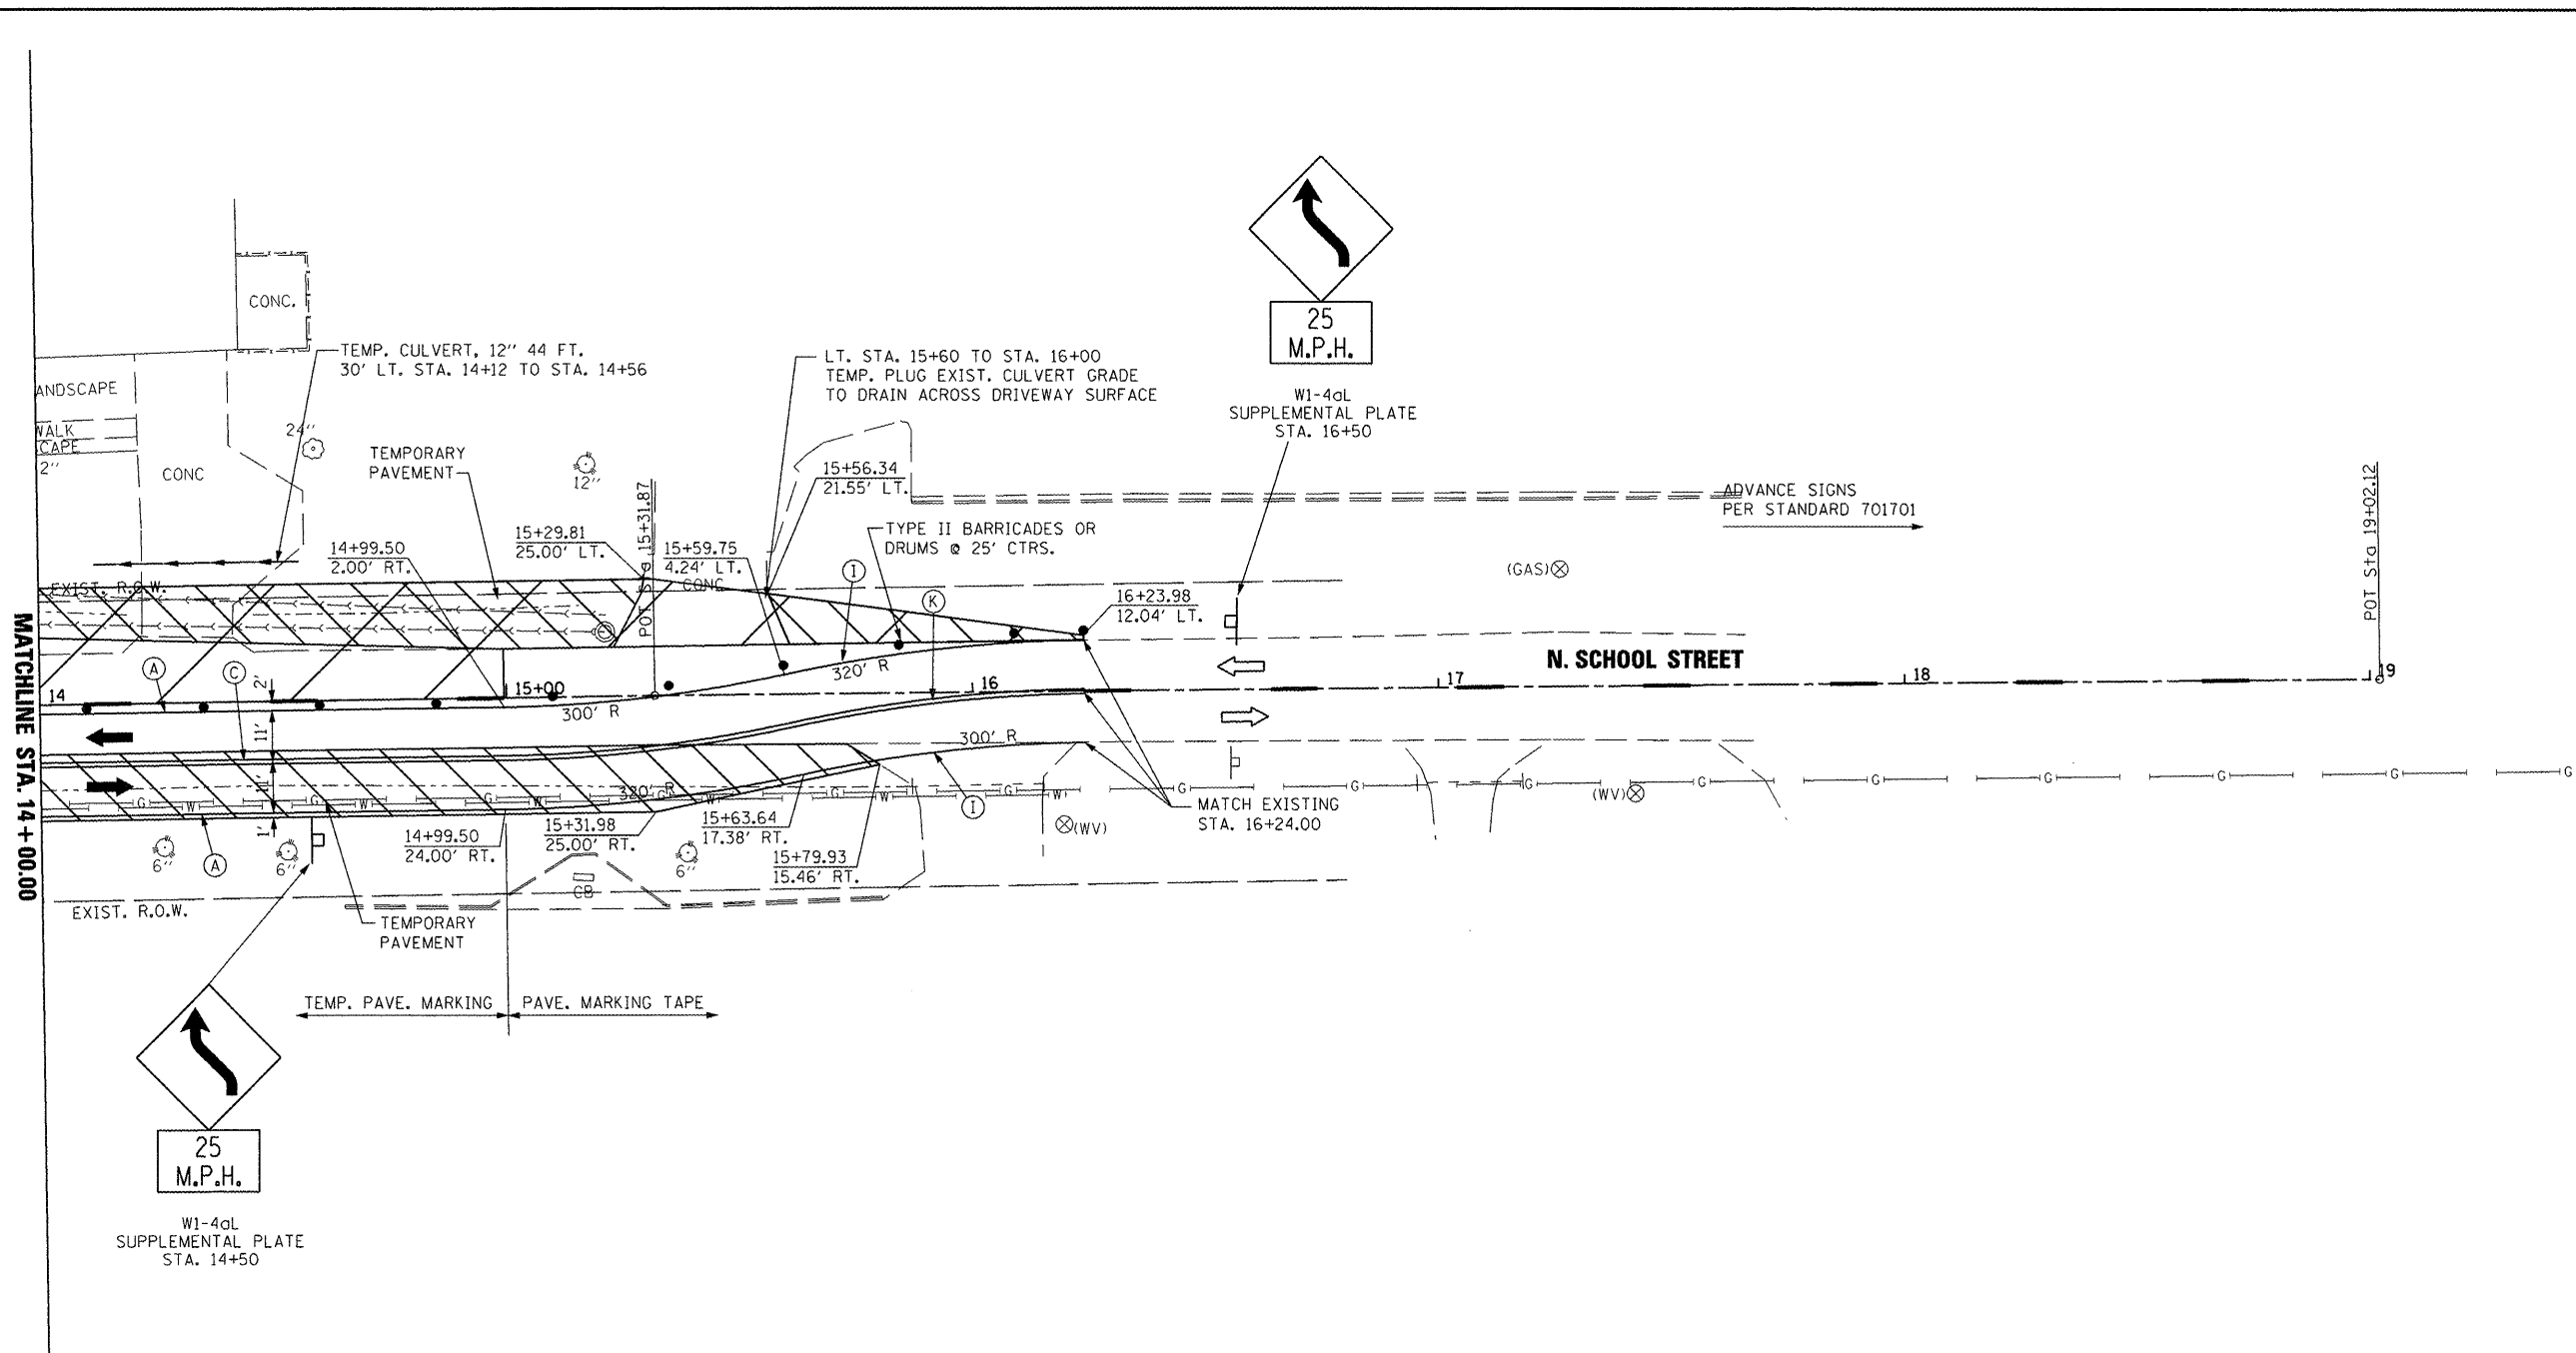 25
M.P.H.
W1-4aL
SUPPLEMENTAL PLATE
STA. 16+50
CONC.
TEMP. CULVERT, 12" 44 FT.
30' LT. STA. 14+12 TO STA. 14+56
LT. STA. 15+60 TO STA. 16+00
TEMP. PLUG EXIST. CULVERT GRADE
TO DRAIN ACROSS DRIVEWAY SURFACE
ANDSCAPE
WALK
CAPE
2"
24"
CONC
TEMPORARY
PAVEMENT
12"
POT Sta 15+31.87
15+56.34
21.55' LT.
ADVANCE SIGNS
PER STANDARD 701701
POT Sta 19+02.12
14+99.50
2.00' RT.
15+29.81
25.00' LT.
15+59.75
4.24' LT.
TYPE II BARRICADES OR
DRUMS @ 25' CTRS.
CONC
I
K
(GAS)
16+23.98
12.04' LT.
EXIST. R.O.W.
MATCHLINE STA. 14+00.00
A
C
2'
14
15+00
16
17
18
19
320' R
300' R
N. SCHOOL STREET
11'
11'
1'
300' R
320' R
G W G W G W G W G W G W G G G G G G G G G
I
(WV)
(WV)
MATCH EXISTING
STA. 16+24.00
14+99.50
24.00' RT.
15+31.98
25.00' RT.
15+63.64
17.38' RT.
15+79.93
15.46' RT.
6"
A
6"
6"
CB
EXIST. R.O.W.
TEMPORARY
PAVEMENT
TEMP. PAVE. MARKING
PAVE. MARKING TAPE
25
M.P.H.
W1-4aL
SUPPLEMENTAL PLATE
STA. 14+50